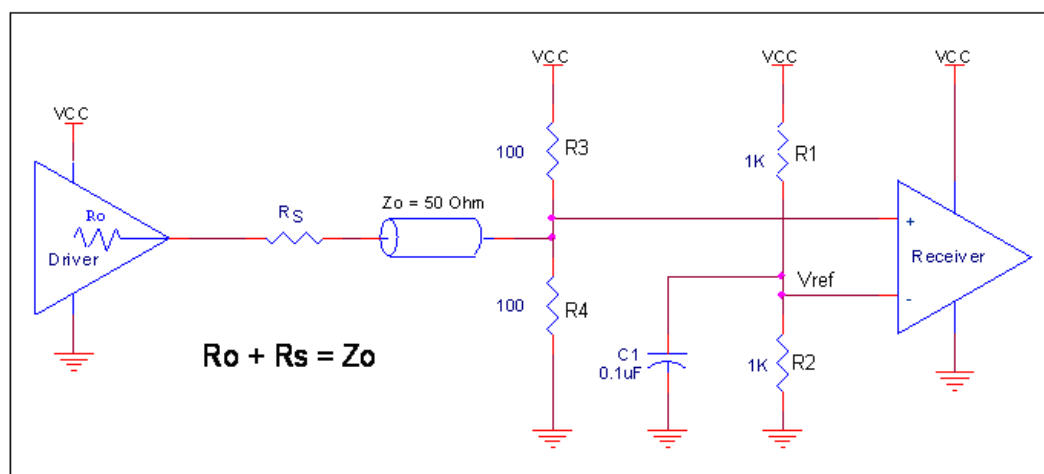 VCC
VCC
VCC
VCC
R3
100
R1
1K
Ro
Driver
RS
Zo = 50 Ohm
+
Receiver
-
Vref
R4
100
Ro + Rs = Zo
C1
0.1uF
R2
1K